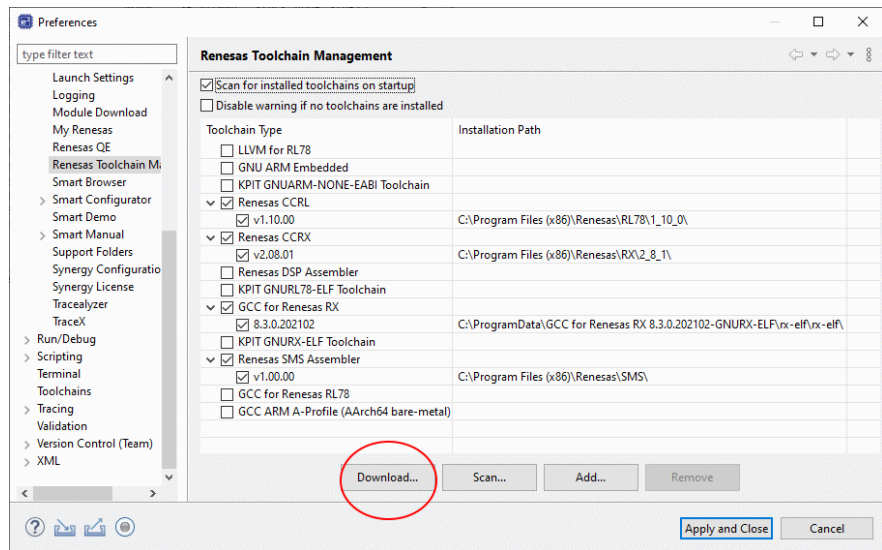 Preferences
type filter text
Renesas Toolchain Management
Launch Settings
Logging
Module Download
My Renesas
Renesas QE
Renesas Toolchain Ma
Smart Browser
Smart Configurator
Smart Demo
Smart Manual
Support Folders
Synergy Configuratio
Synergy License
Tracealyzer
TraceX
Run/Debug
Scripting
Terminal
Toolchains
Tracing
Validation
Version Control (Team)
XML
Scan for installed toolchains on startup
Disable warning if no toolchains are installed
Toolchain Type Installation Path
LLVM for RL78
GNU ARM Embedded
KPIT GNUARM-NONE-EABI Toolchain
Renesas CCRL
v1.10.00 C:\Program Files (x86)\Renesas\RL78\1_10_0\
Renesas CCRX
v2.08.01 C:\Program Files (x86)\Renesas\RX\2_8_1\
Renesas DSP Assembler
KPIT GNURL78-ELF Toolchain
GCC for Renesas RX
8.3.0.202102 C:\ProgramData\GCC for Renesas RX 8.3.0.202102-GNURX-ELF\rx-elf\rx-elf\
KPIT GNURX-ELF Toolchain
Renesas SMS Assembler
v1.00.00 C:\Program Files (x86)\Renesas\SMS\
GCC for Renesas RL78
GCC ARM A-Profile (AArch64 bare-metal)
Download... Scan... Add... Remove
Apply and Close Cancel